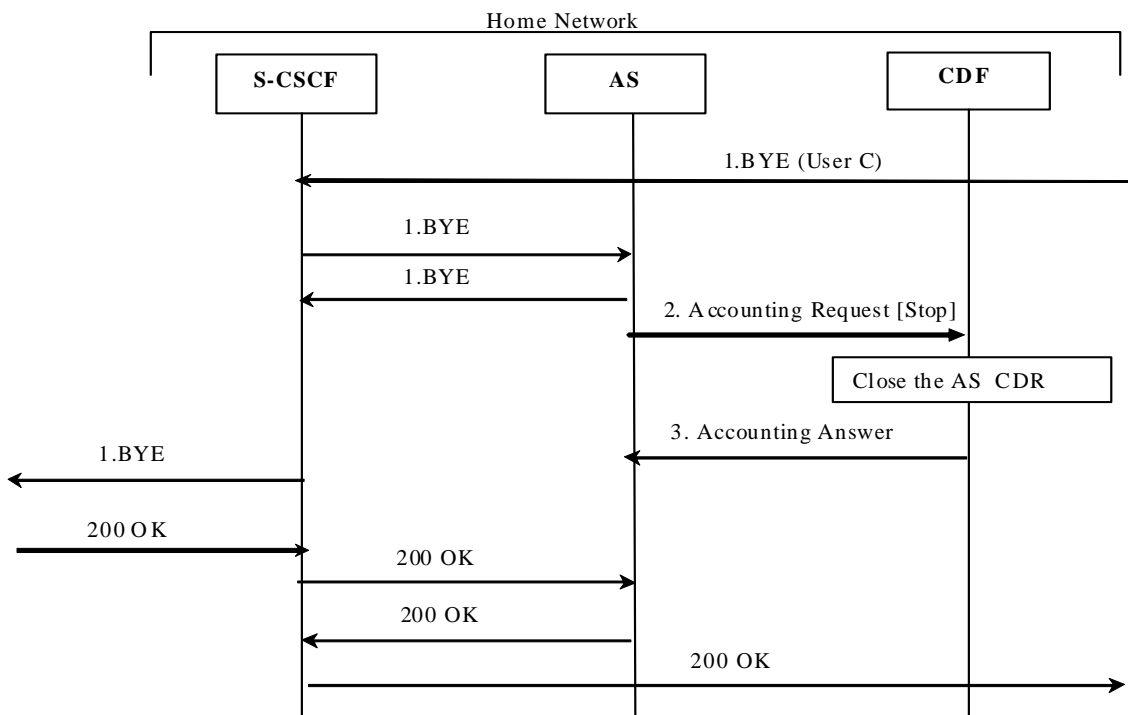 Home Network
S-CSCF
AS
CDF
1.BYE (User C)
1.BYE
1.BYE
2. Accounting Request [Stop]
Close the AS CDR
3. Accounting Answer
1.BYE
200 OK
200 OK
200 OK
200 OK